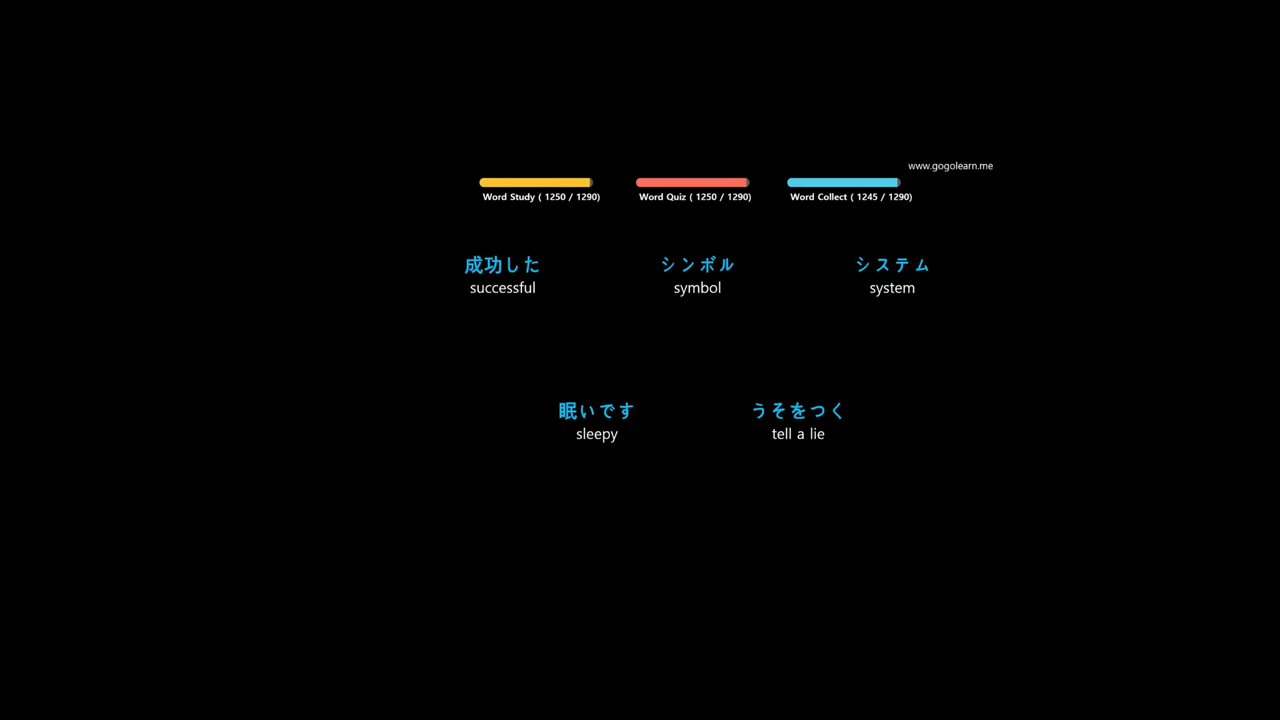 www.gogolearn.me
Word Study ( 1250 / 1290)
Word Quiz ( 1250 / 1290)
Word Collect ( 1245 / 1290)
成功した
successful
シンボル
symbol
システム
system
眠いです
sleepy
うそをつく
tell a lie